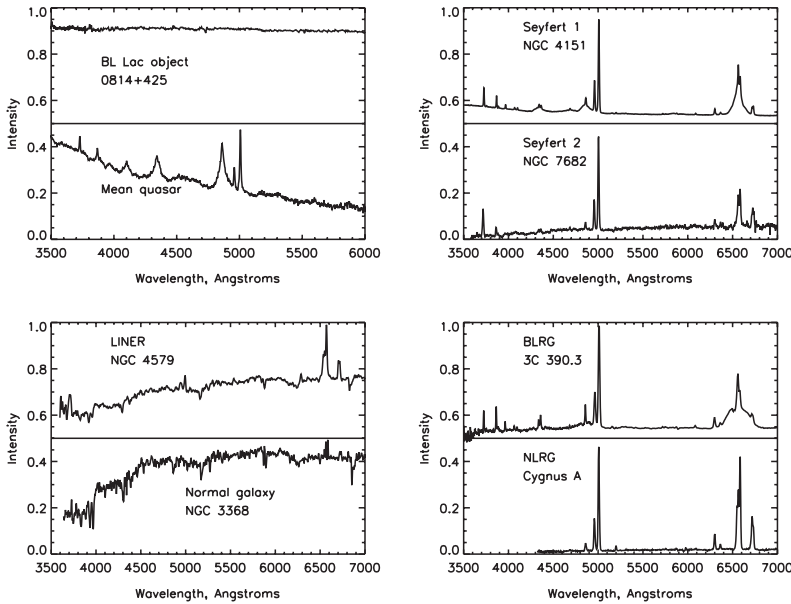 1.0
0.8
0.6
0.4
0.2
0.0
Intensity
Intensity
BL Lac object
0814+425
Mean quasar
3500 4000 4500 5000 5500 6000
Wavelength, Angstroms
1.0
0.8
0.6
0.4
0.2
0.0
Intensity
Intensity
Seyfert 1
NGC 4151
Seyfert 2
NGC 7682
3500 4000 4500 5000 5500 6000 6500 7000
Wavelength, Angstroms
1.0
0.8
0.6
0.4
0.2
0.0
Intensity
Intensity
LINER
NGC 4579
Normal galaxy
NGC 3368
3500 4000 4500 5000 5500 6000 6500 7000
Wavelength, Angstroms
1.0
0.8
0.6
0.4
0.2
0.0
Intensity
Intensity
BLRG
3C 390.3
NLRG
Cygnus A
3500 4000 4500 5000 5500 6000 6500 7000
Wavelength, Angstroms